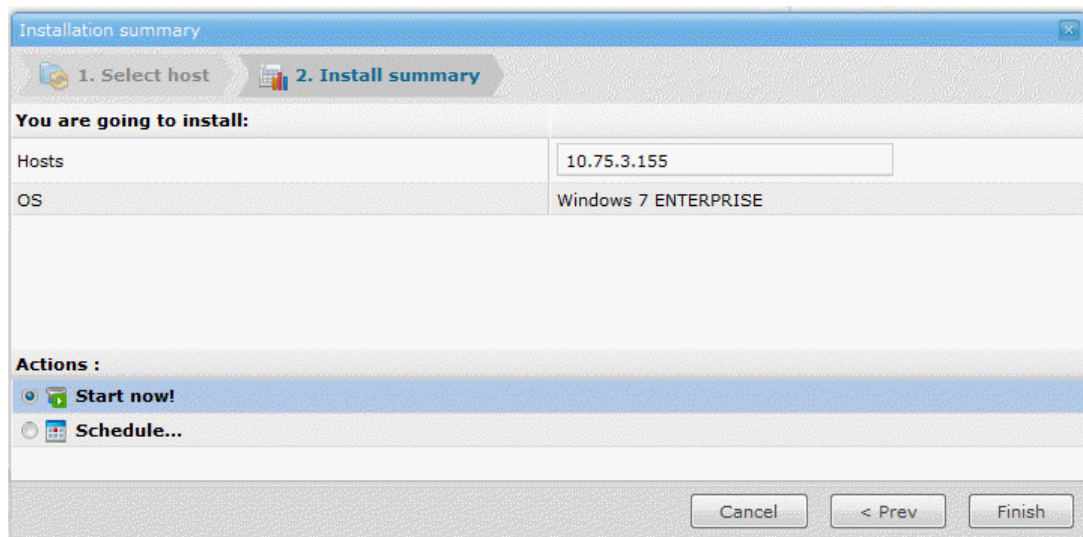 Installation summary
1. Select host 2. Install summary
You are going to install:
Hosts 10.75.3.155
OS Windows 7 ENTERPRISE
Actions :
Start now!
Schedule...
Cancel < Prev Finish